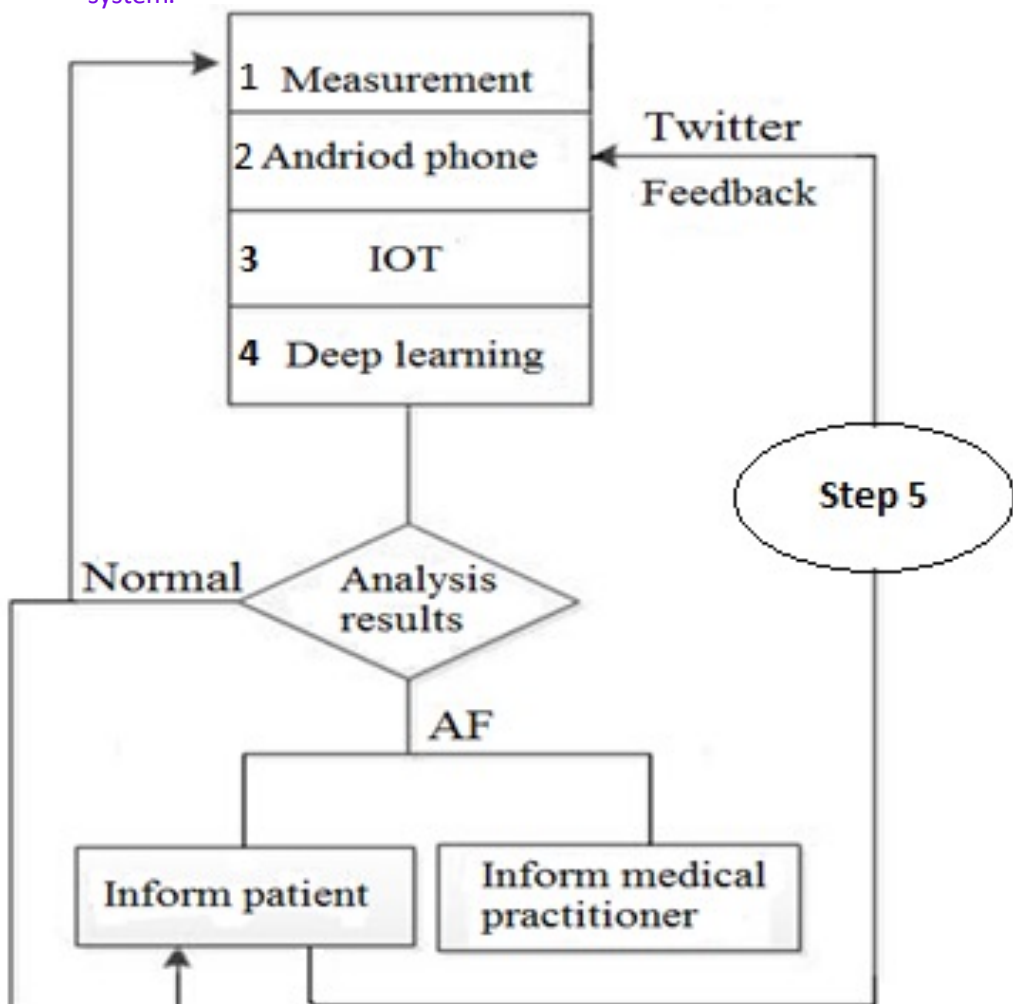 system.
1 Measurement
2 Andriod phone
3 IOT
4 Deep learning
Twitter
Feedback
Step 5
Normal
Analysis
results
AF
Inform patient
Inform medical
practitioner